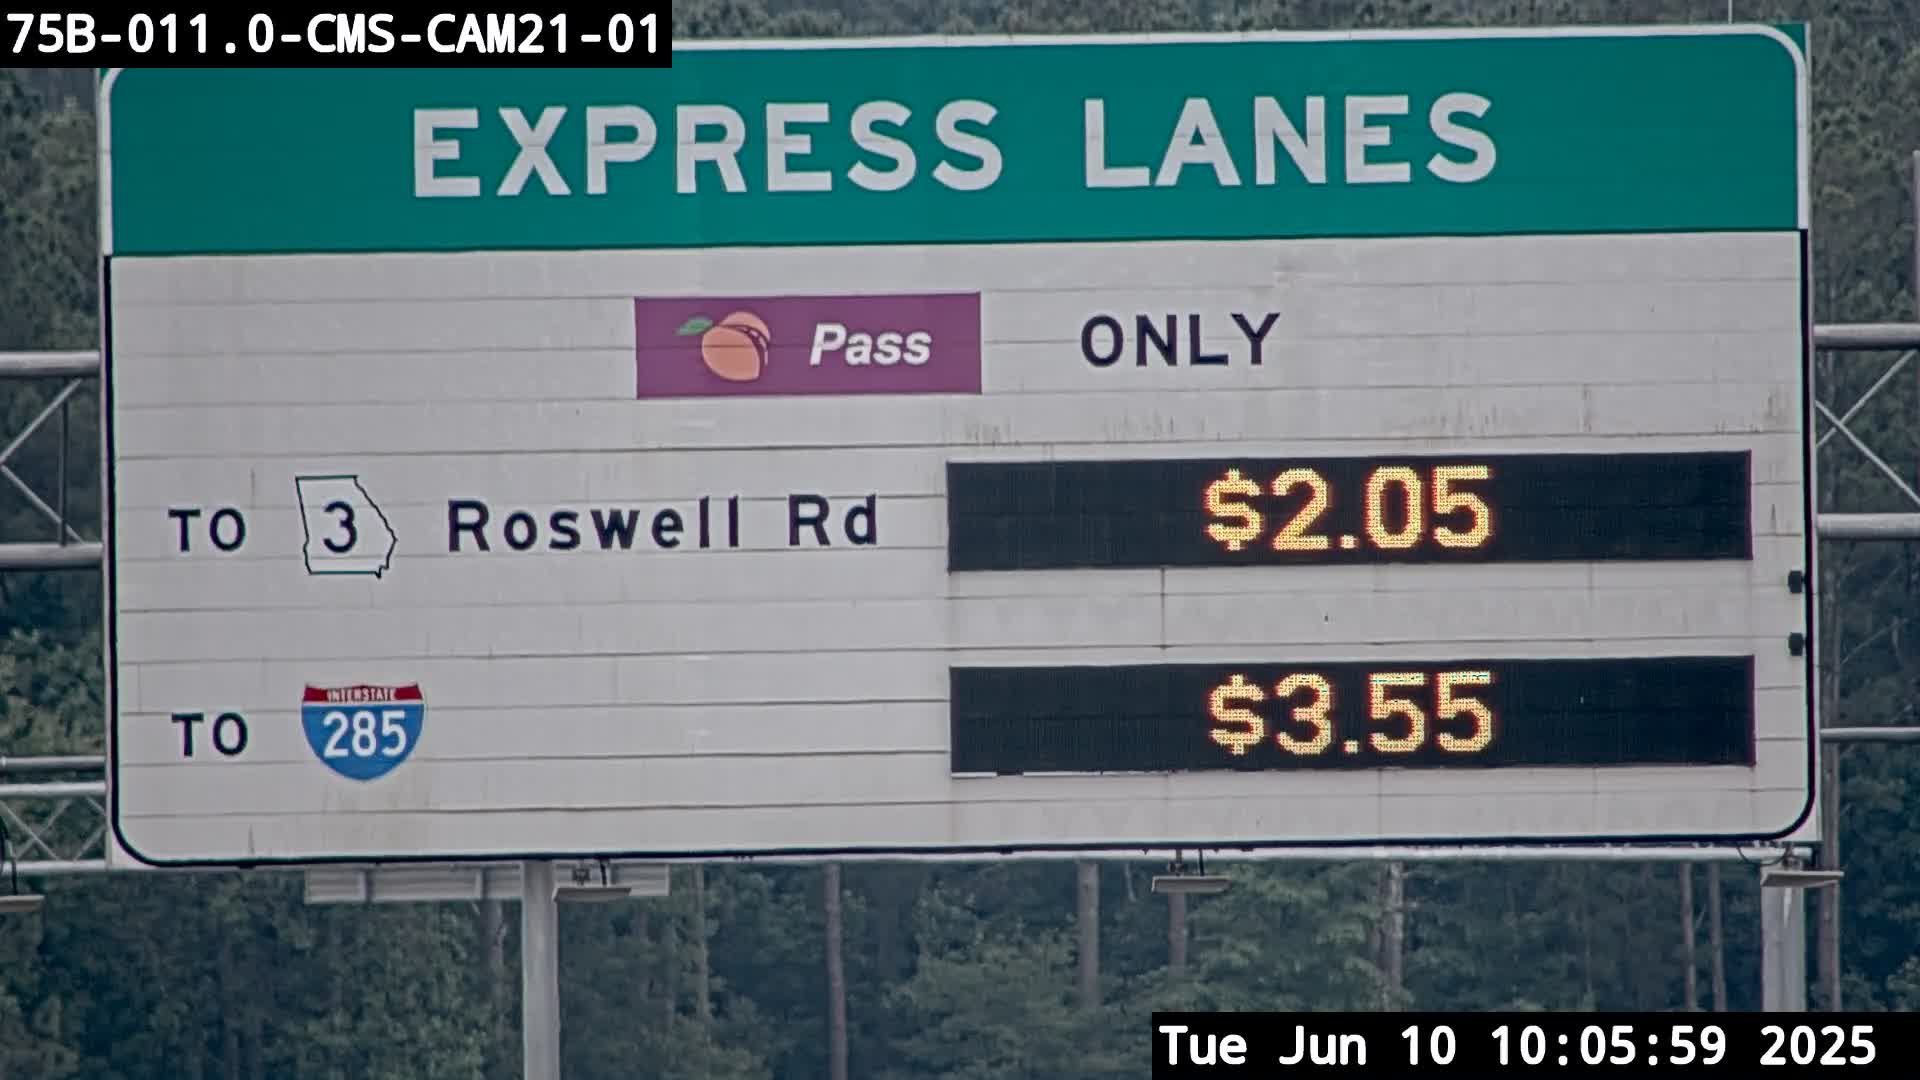 75B-011.0-CMS-CAM21-01
EXPRESS LANES
Pass ONLY
TO 3 Roswell Rd $2.05
TO INTERSTATE 285 $3.55
Tue Jun 10 10:05:59 2025